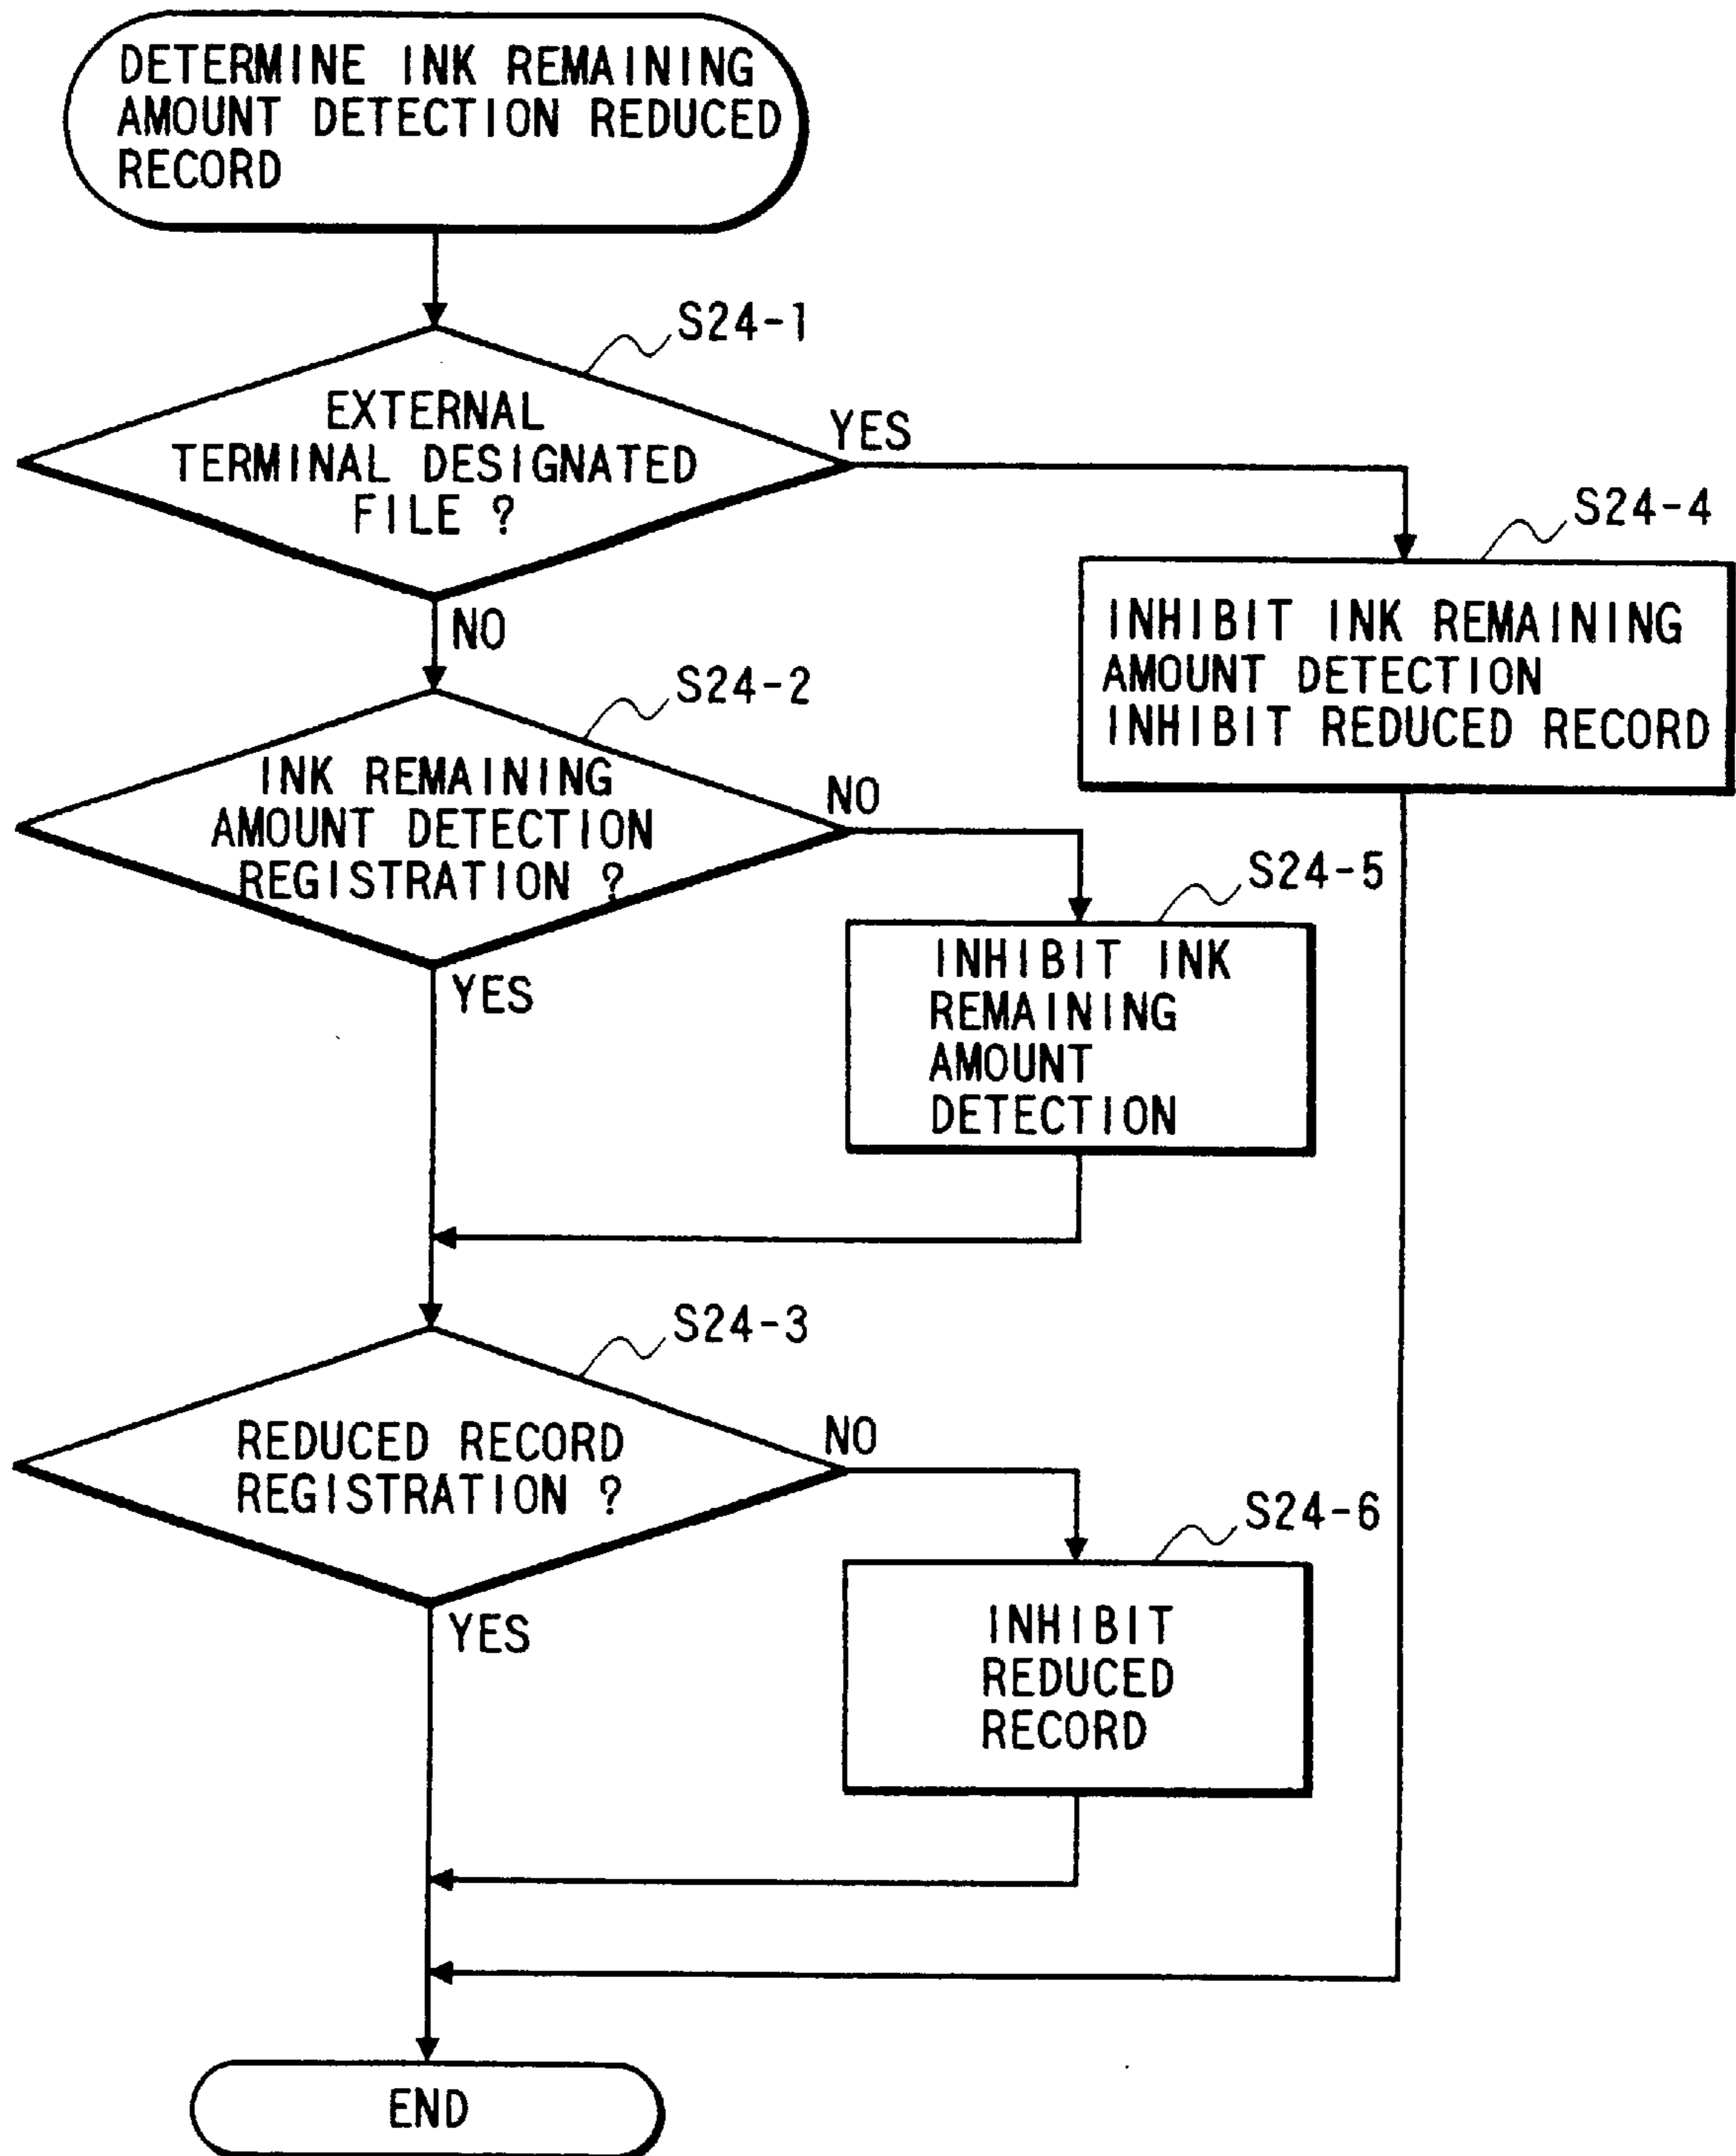 DETERMINE INK REMAINING
AMOUNT DETECTION REDUCED
RECORD
S24-1
EXTERNAL
TERMINAL DESIGNATED
FILE ?
YES
NO
S24-4
INHIBIT INK REMAINING
AMOUNT DETECTION
INHIBIT REDUCED RECORD
S24-2
INK REMAINING
AMOUNT DETECTION
REGISTRATION ?
NO
YES
S24-5
INHIBIT INK
REMAINING
AMOUNT
DETECTION
S24-3
REDUCED RECORD
REGISTRATION ?
NO
YES
S24-6
INHIBIT
REDUCED
RECORD
END